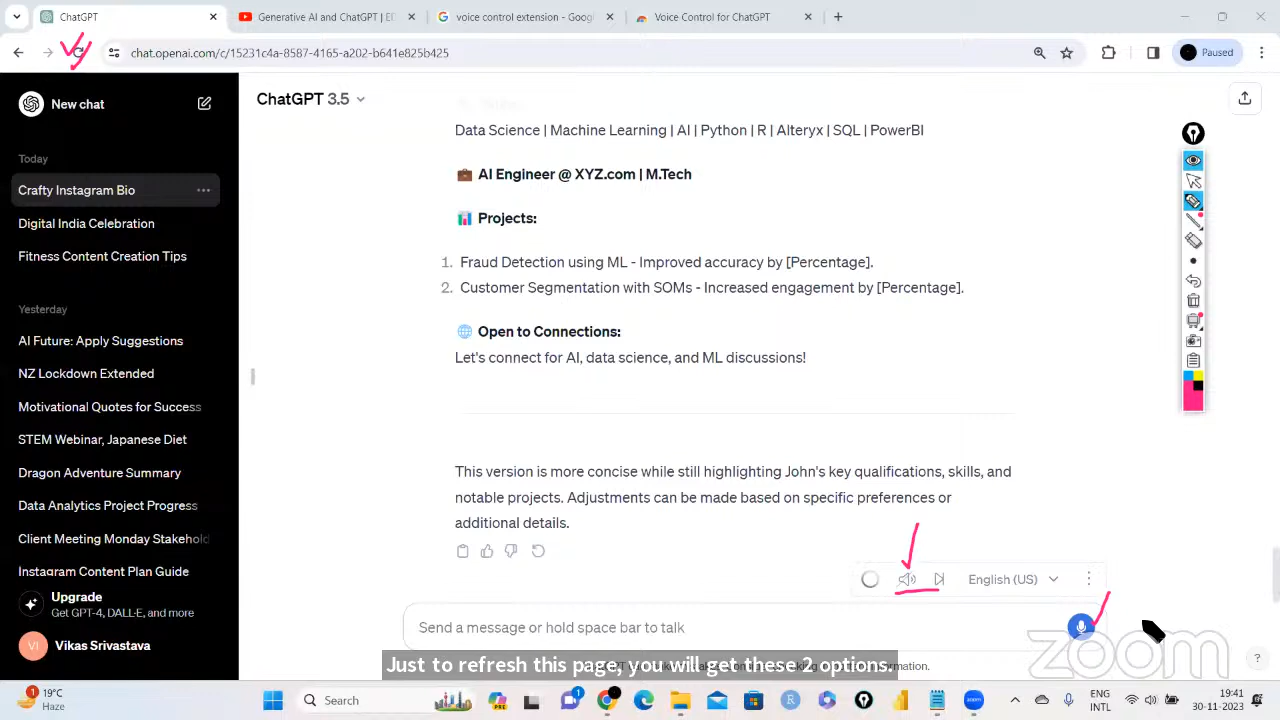 ChatGPT
Generative AI and ChatGPT | E
voice control extension - Goog
Voice Control for ChatGPT
chat.openai.com/c/15231c4a-8587-4165-a202-b641e825b425
Paused
New chat
ChatGPT 3.5
Today
Crafty Instagram Bio
Digital India Celebration
Fitness Content Creation Tips
Yesterday
AI Future: Apply Suggestions
NZ Lockdown Extended
Motivational Quotes for Success
STEM Webinar, Japanese Diet
Dragon Adventure Summary
Data Analytics Project Progress
Client Meeting Monday Stakehold
Instagram Content Plan Guide
Upgrade
Get GPT-4, DALL·E, and more
VI
Vikas Srivastava
Data Science | Machine Learning | AI | Python | R | Alteryx | SQL | PowerBI
AI Engineer @ XYZ.com | M.Tech
Projects:
1. Fraud Detection using ML - Improved accuracy by [Percentage].
2. Customer Segmentation with SOMs - Increased engagement by [Percentage].
Open to Connections:
Let's connect for AI, data science, and ML discussions!
This version is more concise while still highlighting John's key qualifications, skills, and
notable projects. Adjustments can be made based on specific preferences or
additional details.
English (US)
Send a message or hold space bar to talk
zoom
Just to refresh this page, you will get these 2 options.
?
1
19°C
Haze
Search
1
zoom
ENG
INTL
19:41
30-11-2023